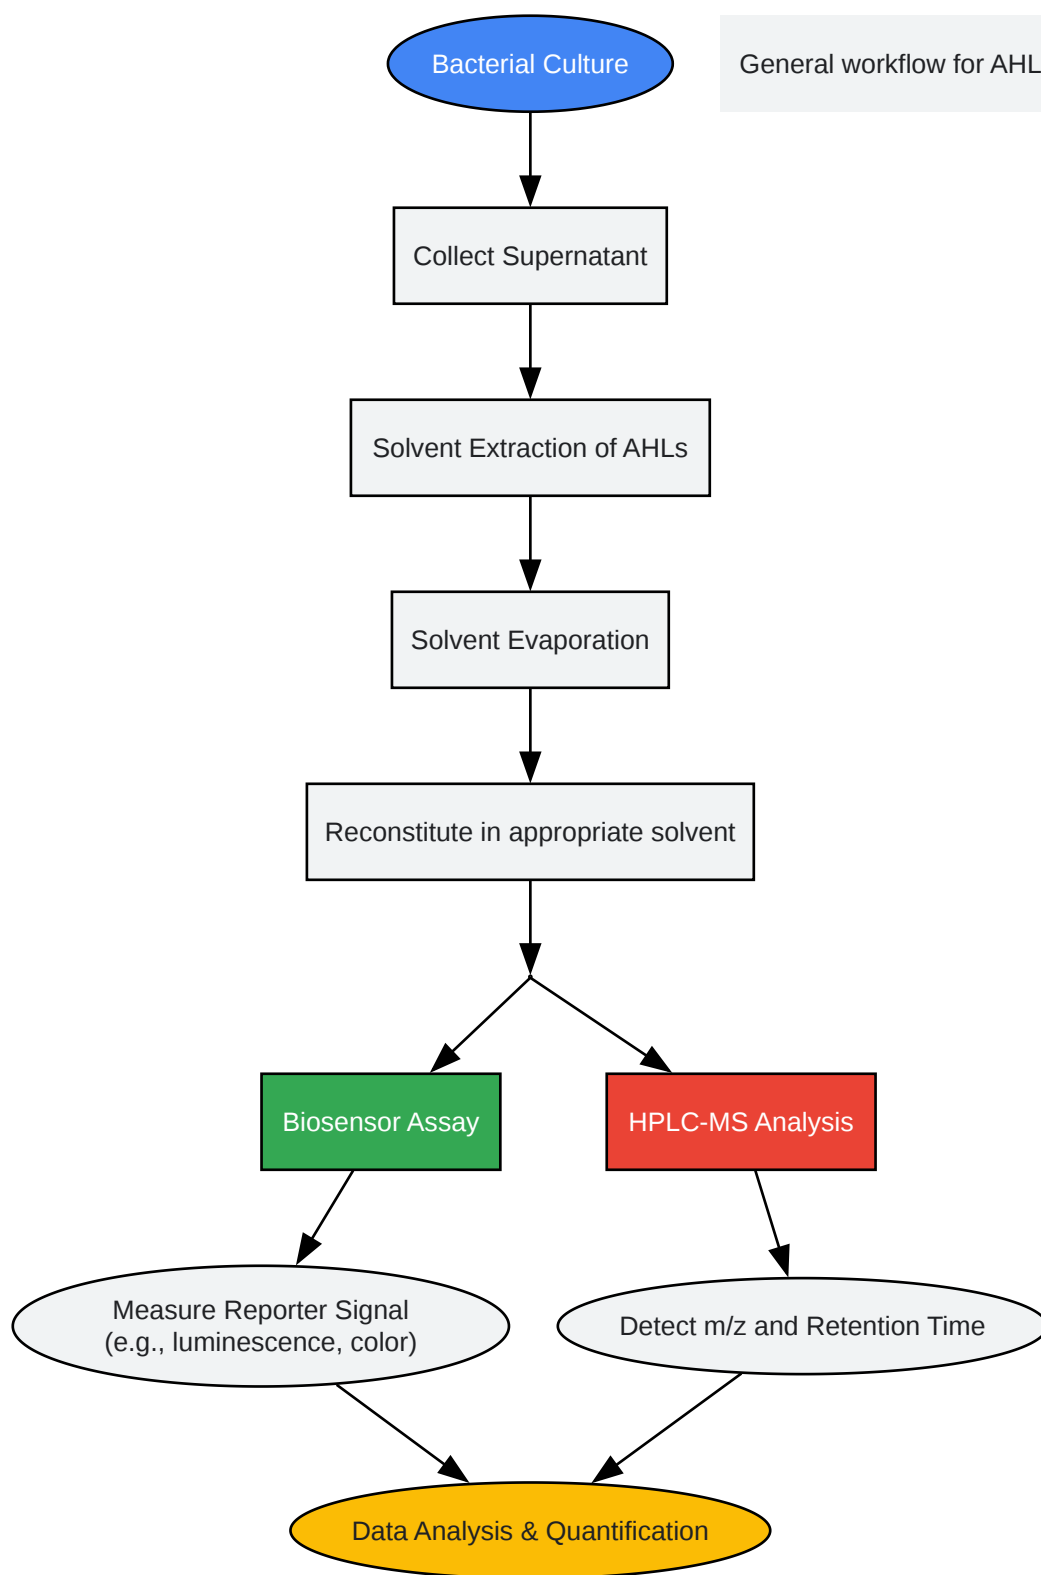 Bacterial Culture
General workflow for AHL
Collect Supernatant
Solvent Extraction of AHLs
Solvent Evaporation
Reconstitute in appropriate solvent
Biosensor Assay
HPLC-MS Analysis
Measure Reporter Signal
(e.g., luminescence, color)
Detect m/z and Retention Time
Data Analysis & Quantification